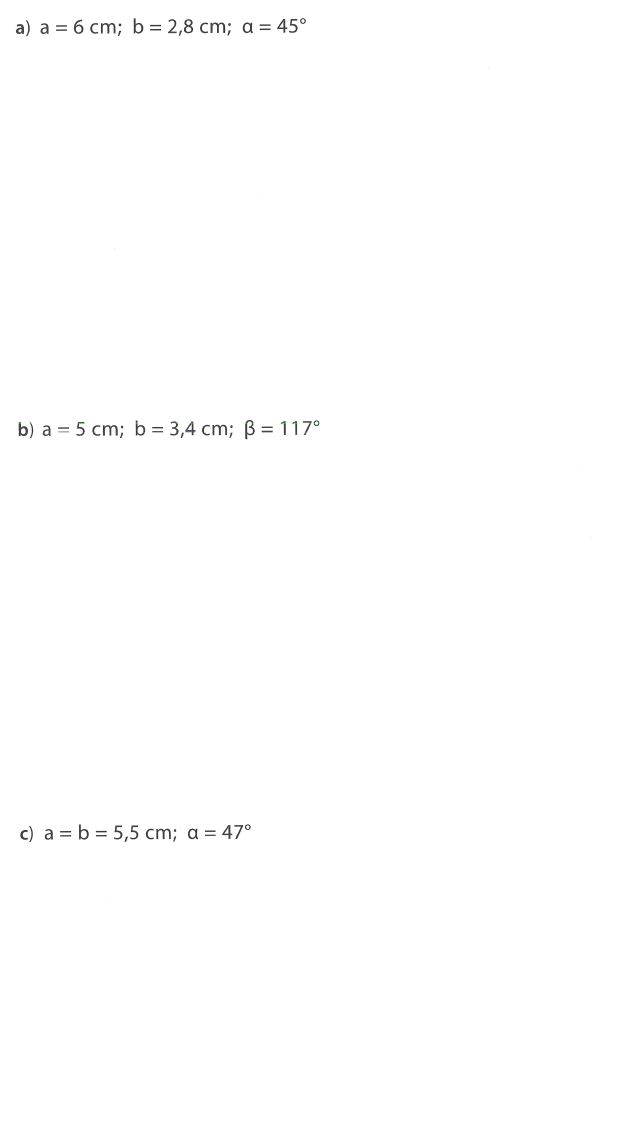 a) a = 6 cm; b = 2,8 cm; α = 45°
b) a = 5 cm; b = 3,4 cm; β = 117°
c) a = b = 5,5 cm; α = 47°